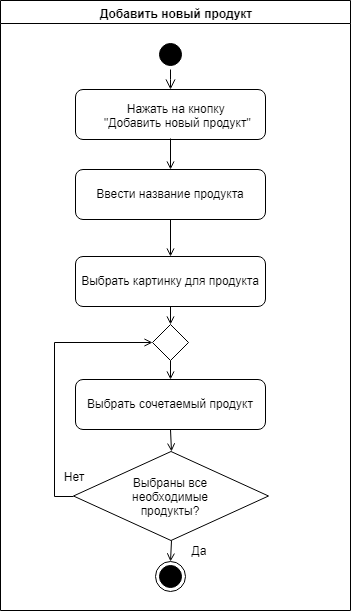 Добавить новый продукт
Нажать на кнопку
"Добавить новый продукт"
Ввести название продукта
Выбрать картинку для продукта
Выбрать сочетаемый продукт
Выбраны все
необходимые
продукты?
Нет
Да